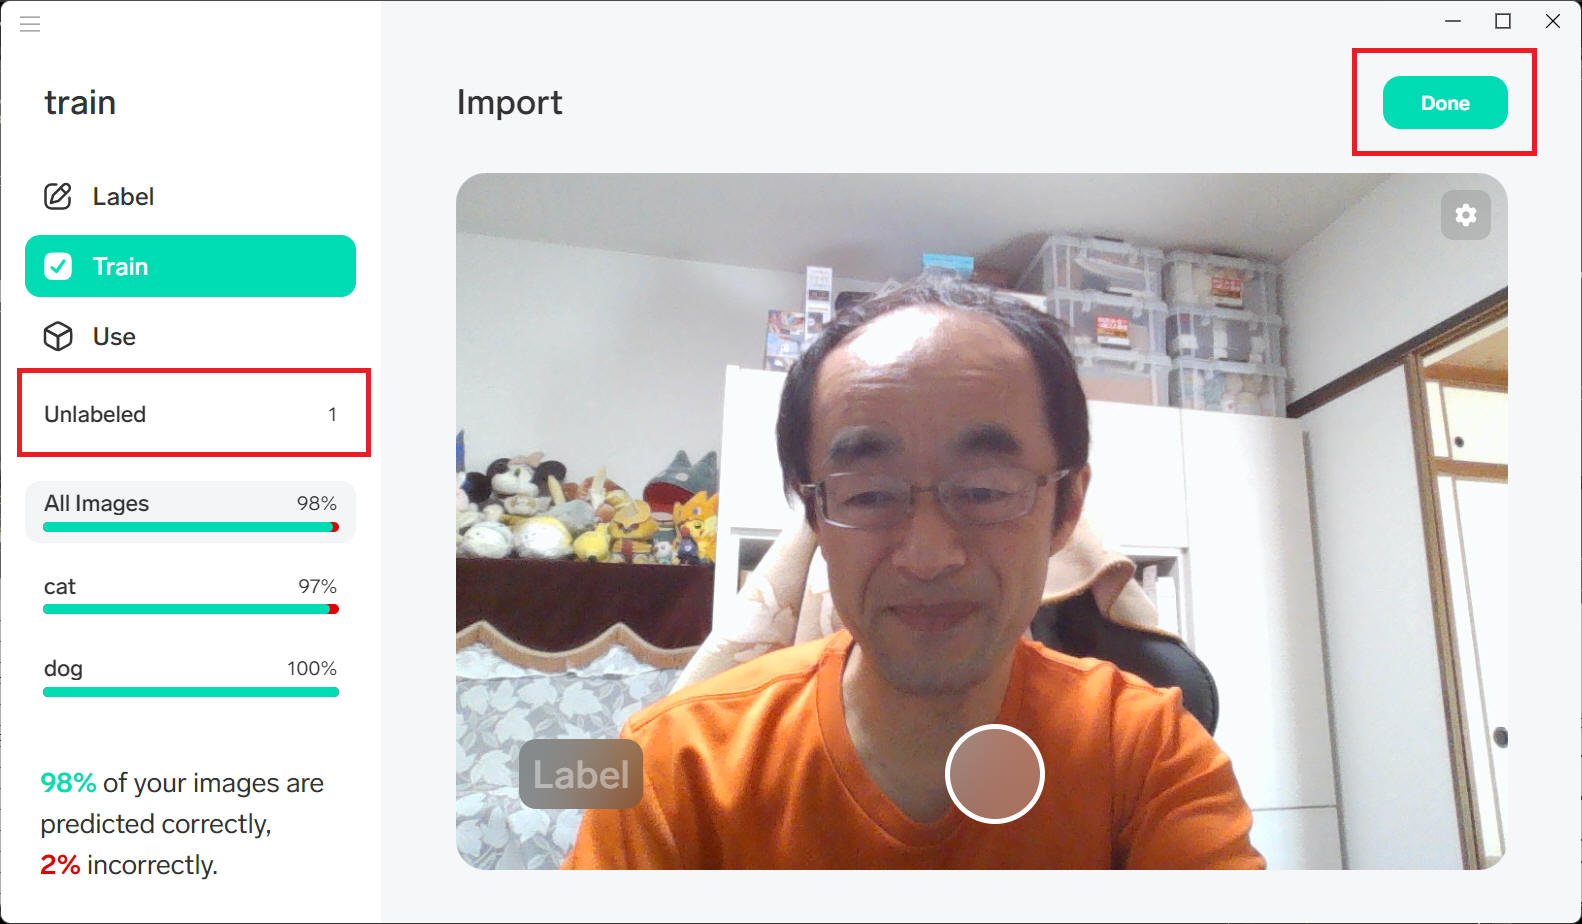 train
Label
Train
Use
Unlabeled 1
All Images 98%
cat 97%
dog 100%
98% of your images are
predicted correctly,
2% incorrectly.
Import
Done
Label